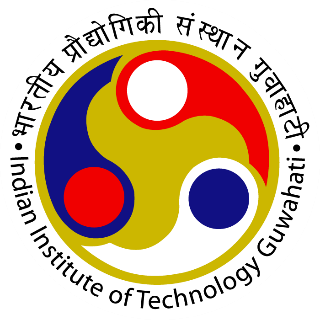 भारतीय प्रौद्योगिकी संस्थान गुवाहाटी
• Indian Institute of Technology Guwahati •